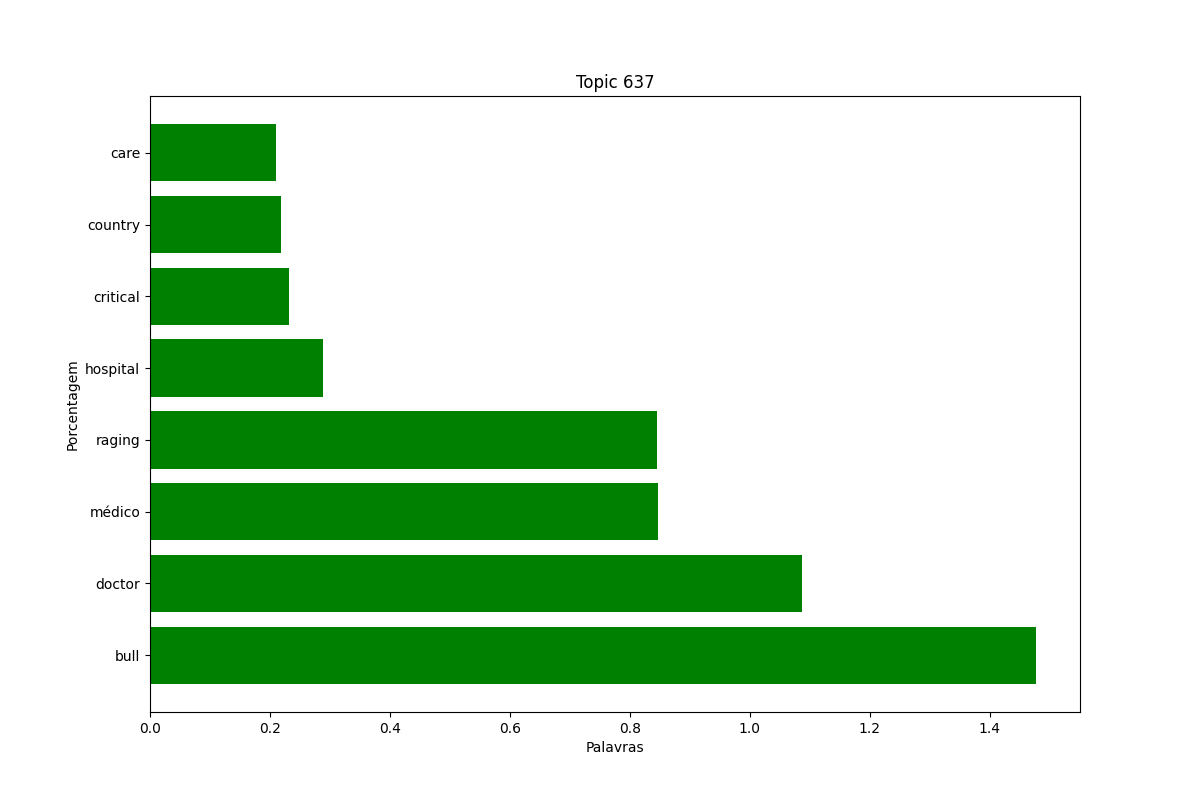 Topic 637
care
country
critical
hospital
raging
médico
doctor
bull
Porcentagem
0.0 0.2 0.4 0.6 0.8 1.0 1.2 1.4
Palavras